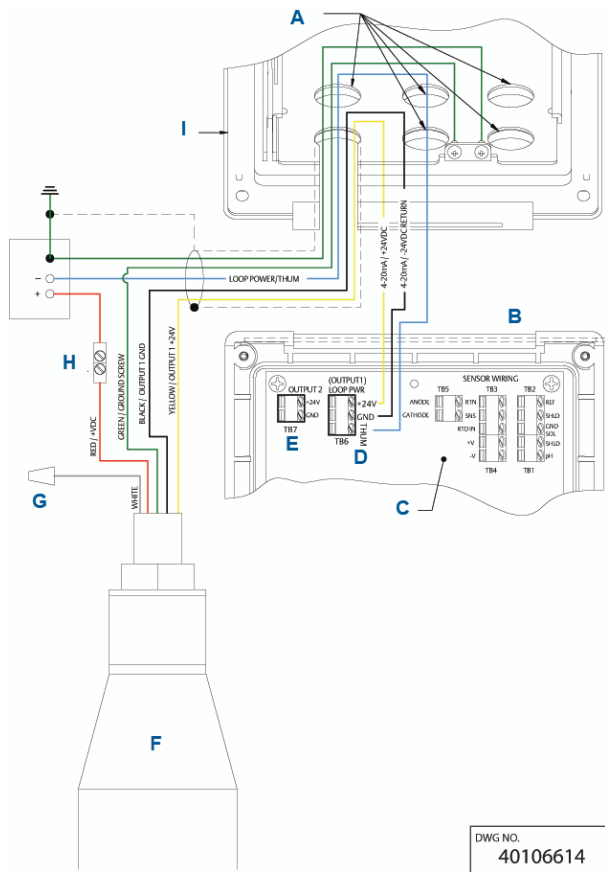 A
I
4-20mA / +24VDC
4-20mA / -24VDC RETURN
LOOP POWER/THUM
−
+
H
RED / +VDC
GREEN / GROUND SCREW
BLACK / OUTPUT 1 GND
YELLOW / OUTPUT 1 +24V
B
OUTPUT 2
+24V
GND
TB7
E
(OUTPUT1)
LOOP PWR
+24V
GND
THUM
TB6
D
SENSOR WIRING
TB5
ANODE
CATHODE
TB3
RTN
SNS
RTD IN
+V
-V
TB4
TB2
REF
SHLD
GND
SOL
SHLD
pH
TB1
C
G
WHITE
F
DWG NO.
40106614